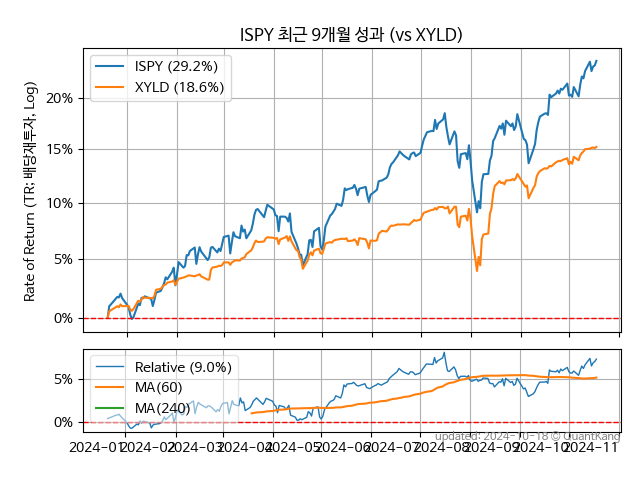 ISPY 최근 9개월 성과 (vs XYLD)
Rate of Return (TR: 배당재투자, Log)
ISPY (29.2%)
XYLD (18.6%)
20%
15%
10%
5%
0%
Relative (9.0%)
MA(60)
MA(240)
5%
0%
updated: 2024-10-18 © QuantKang
2024-01
2024-02
2024-03
2024-04
2024-05
2024-06
2024-07
2024-08
2024-09
2024-10
2024-11